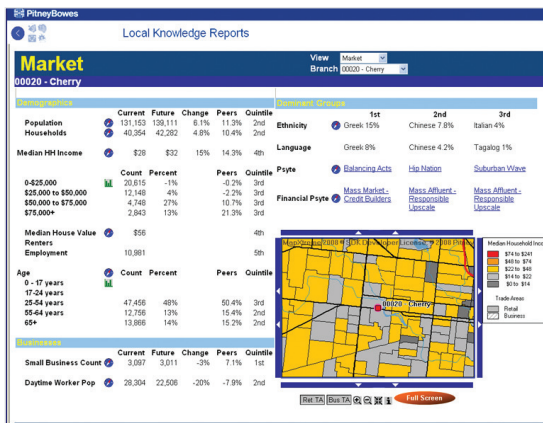 PitneyBowes
Local Knowledge Reports
Market
View Market
Branch 00020 - Cherry
00020 - Cherry
Demographics
Current Future Change Peers Quintile
Population 131,153 139,111 6.1% 11.3% 2nd
Households 40,354 42,282 4.8% 10.4% 2nd
Median HH Income $28 $32 15% 14.3% 4th
Count Percent Peers Quintile
0-$25,000 20,615 -1% -0.2% 3rd
$25,000 to $50,000 12,148 4% -2.2% 3rd
$50,000 to $75,000 4,748 27% 10.7% 3rd
$75,000+ 2,843 13% 21.3% 3rd
Median House Value $56 4th
Renters
Employment 10,981 5th
Age Count Percent Peers Quintile
0 - 17 years
17-24 years
25-54 years 47,456 48% 50.4% 3rd
55-64 years 12,756 13% 15.4% 2nd
65+ 13,866 14% 15.2% 2nd
Businesses
Current Future Change Peers Quintile
Small Business Count 3,097 3,011 -3% 7.1% 1st
Daytime Worker Pop 28,304 22,506 -20% -7.9% 2nd
Dominant Groups
1st 2nd 3rd
Ethnicity Greek 15% Chinese 7.8% Italian 4%
Language Greek 8% Chinese 4.2% Tagalog 1%
Psyte Balancing Acts Hip Nation Suburban Wave
Financial Psyte Mass Market - Credit Builders Mass Affluent - Responsible Upscale Mass Affluent - Responsible Upscale
MapXtreme 2008 ® SDK Developer License. © 2008 Pitney
00020 - Cherry
Median Household Inco
$74 to $241
$48 to $74
$22 to $48
$14 to $22
$0 to $14
Trade Areas
Retail
Business
Ret TA Bus TA Full Screen